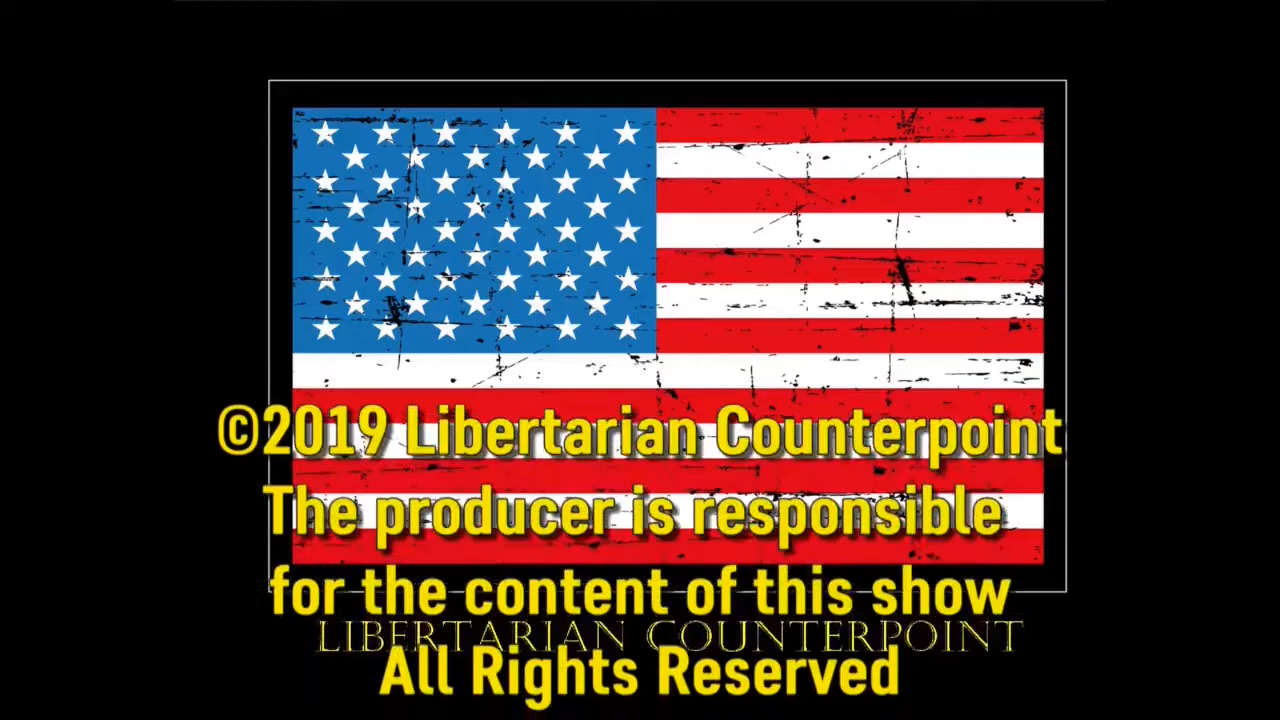 ©2019 Libertarian Counterpoint
The producer is responsible
for the content of this show
LIBERTARIAN COUNTERPOINT
All Rights Reserved